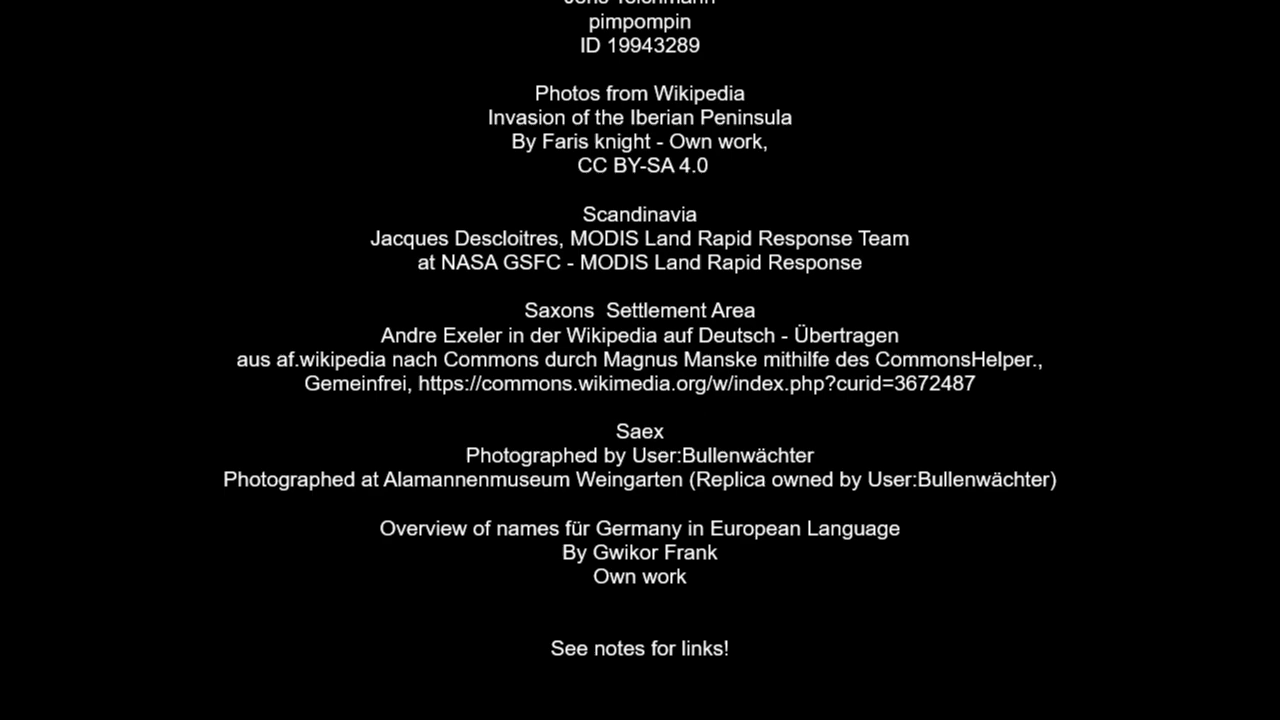 pimpompin
ID 19943289
Photos from Wikipedia
Invasion of the Iberian Peninsula
By Faris knight - Own work,
CC BY-SA 4.0
Scandinavia
Jacques Descloitres, MODIS Land Rapid Response Team
at NASA GSFC - MODIS Land Rapid Response
Saxons  Settlement Area
Andre Exeler in der Wikipedia auf Deutsch - Übertragen
aus af.wikipedia nach Commons durch Magnus Manske mithilfe des CommonsHelper.,
Gemeinfrei, https://commons.wikimedia.org/w/index.php?curid=3672487
Saex
Photographed by User:Bullenwächter
Photographed at Alamannenmuseum Weingarten (Replica owned by User:Bullenwächter)
Overview of names für Germany in European Language
By Gwikor Frank
Own work
See notes for links!